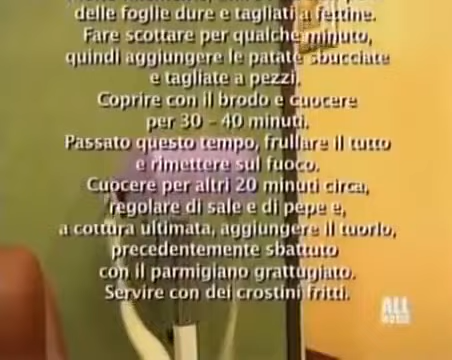 delle foglie dure e tagliati a fettine.
Fare scottare per qualche minuto,
quindi aggiungere le patate sbucciate
e tagliate a pezzi.
Coprire con il brodo e cuocere
per 30 - 40 minuti.
Passato questo tempo, frullare il tutto
e rimettere sul fuoco.
Cuocere per altri 20 minuti circa,
regolare di sale e di pepe e,
a cottura ultimata, aggiungere il tuorlo,
precedentemente sbattuto
con il parmigiano grattugiato.
Servire con dei crostini fritti.
ALL